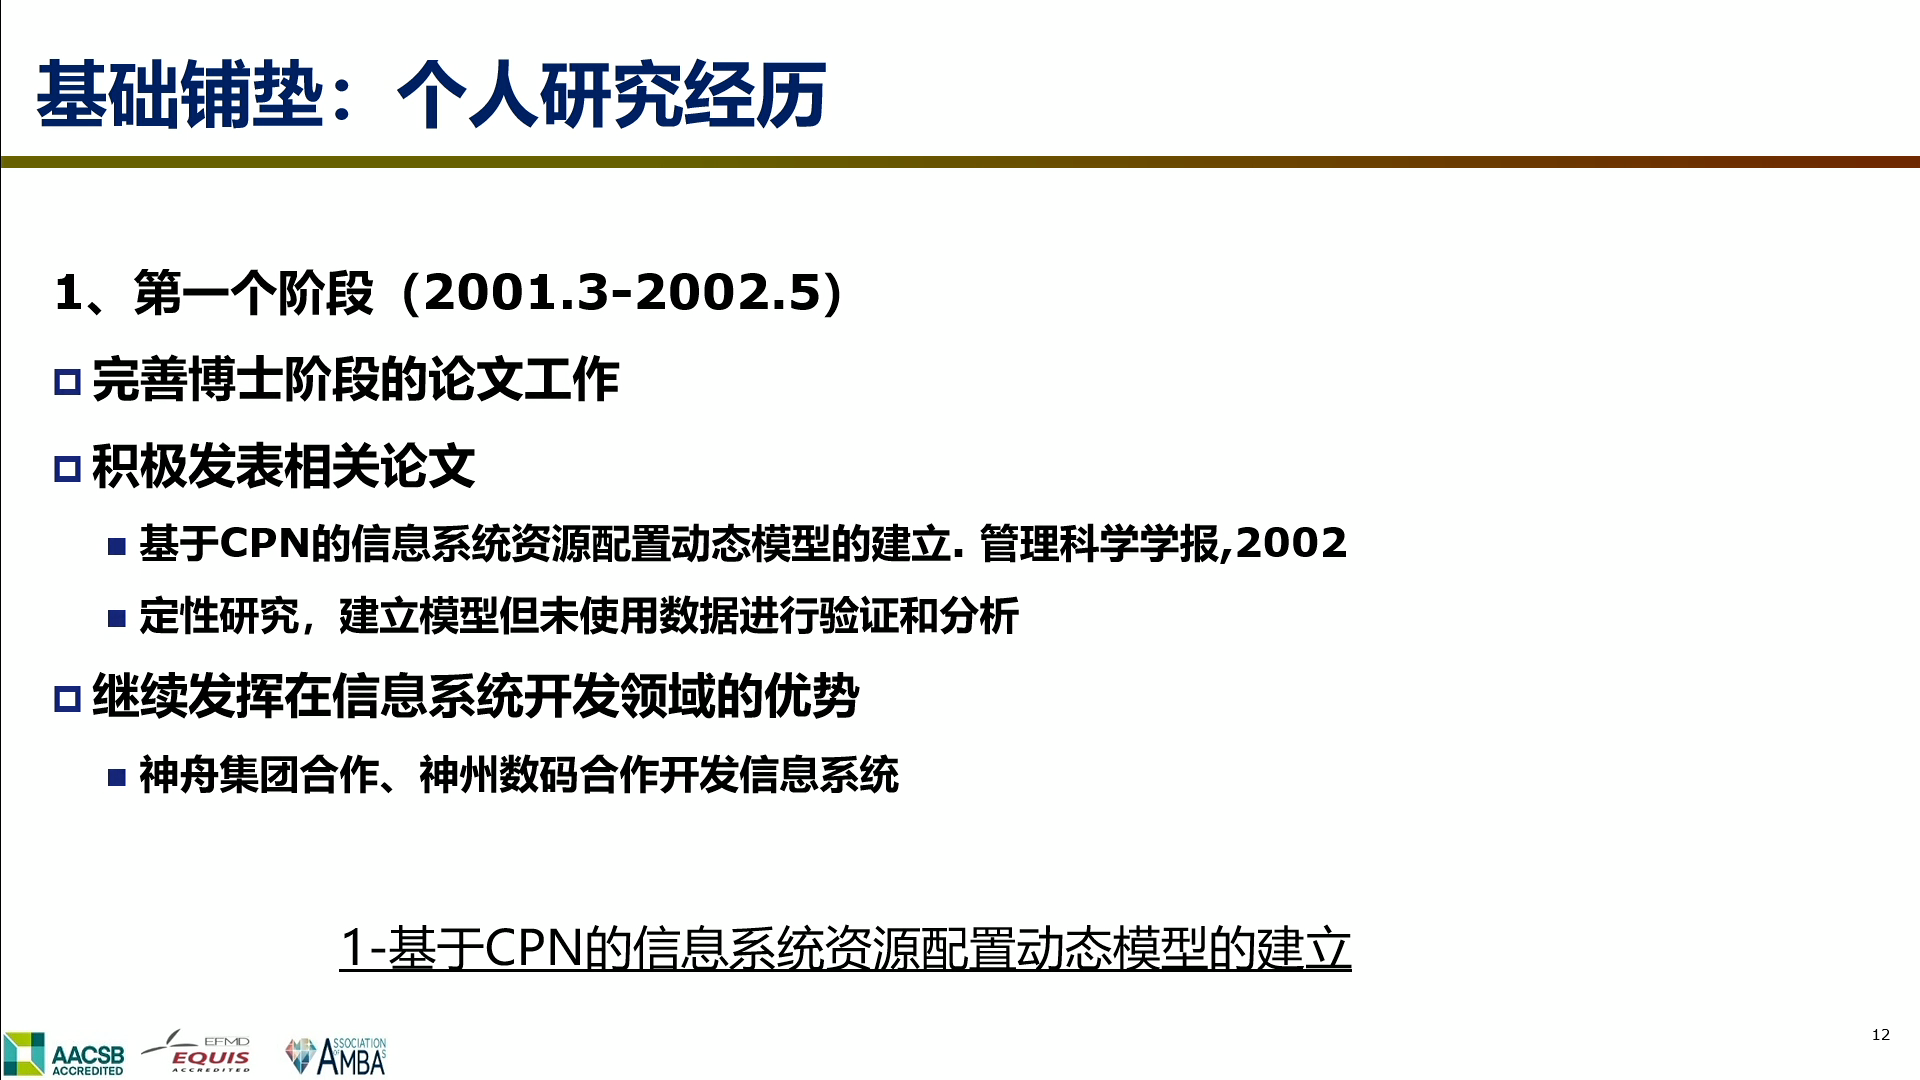 基础铺垫：个人研究经历
1、第一个阶段（2001.3-2002.5）
完善博士阶段的论文工作
积极发表相关论文
基于CPN的信息系统资源配置动态模型的建立. 管理科学学报,2002
定性研究，建立模型但未使用数据进行验证和分析
继续发挥在信息系统开发领域的优势
神舟集团合作、神州数码合作开发信息系统
1-基于CPN的信息系统资源配置动态模型的建立
AACSB
ACCREDITED
EFMD
EQUIS
ACCREDITED
ASSOCIATION
OF AMBAS
12